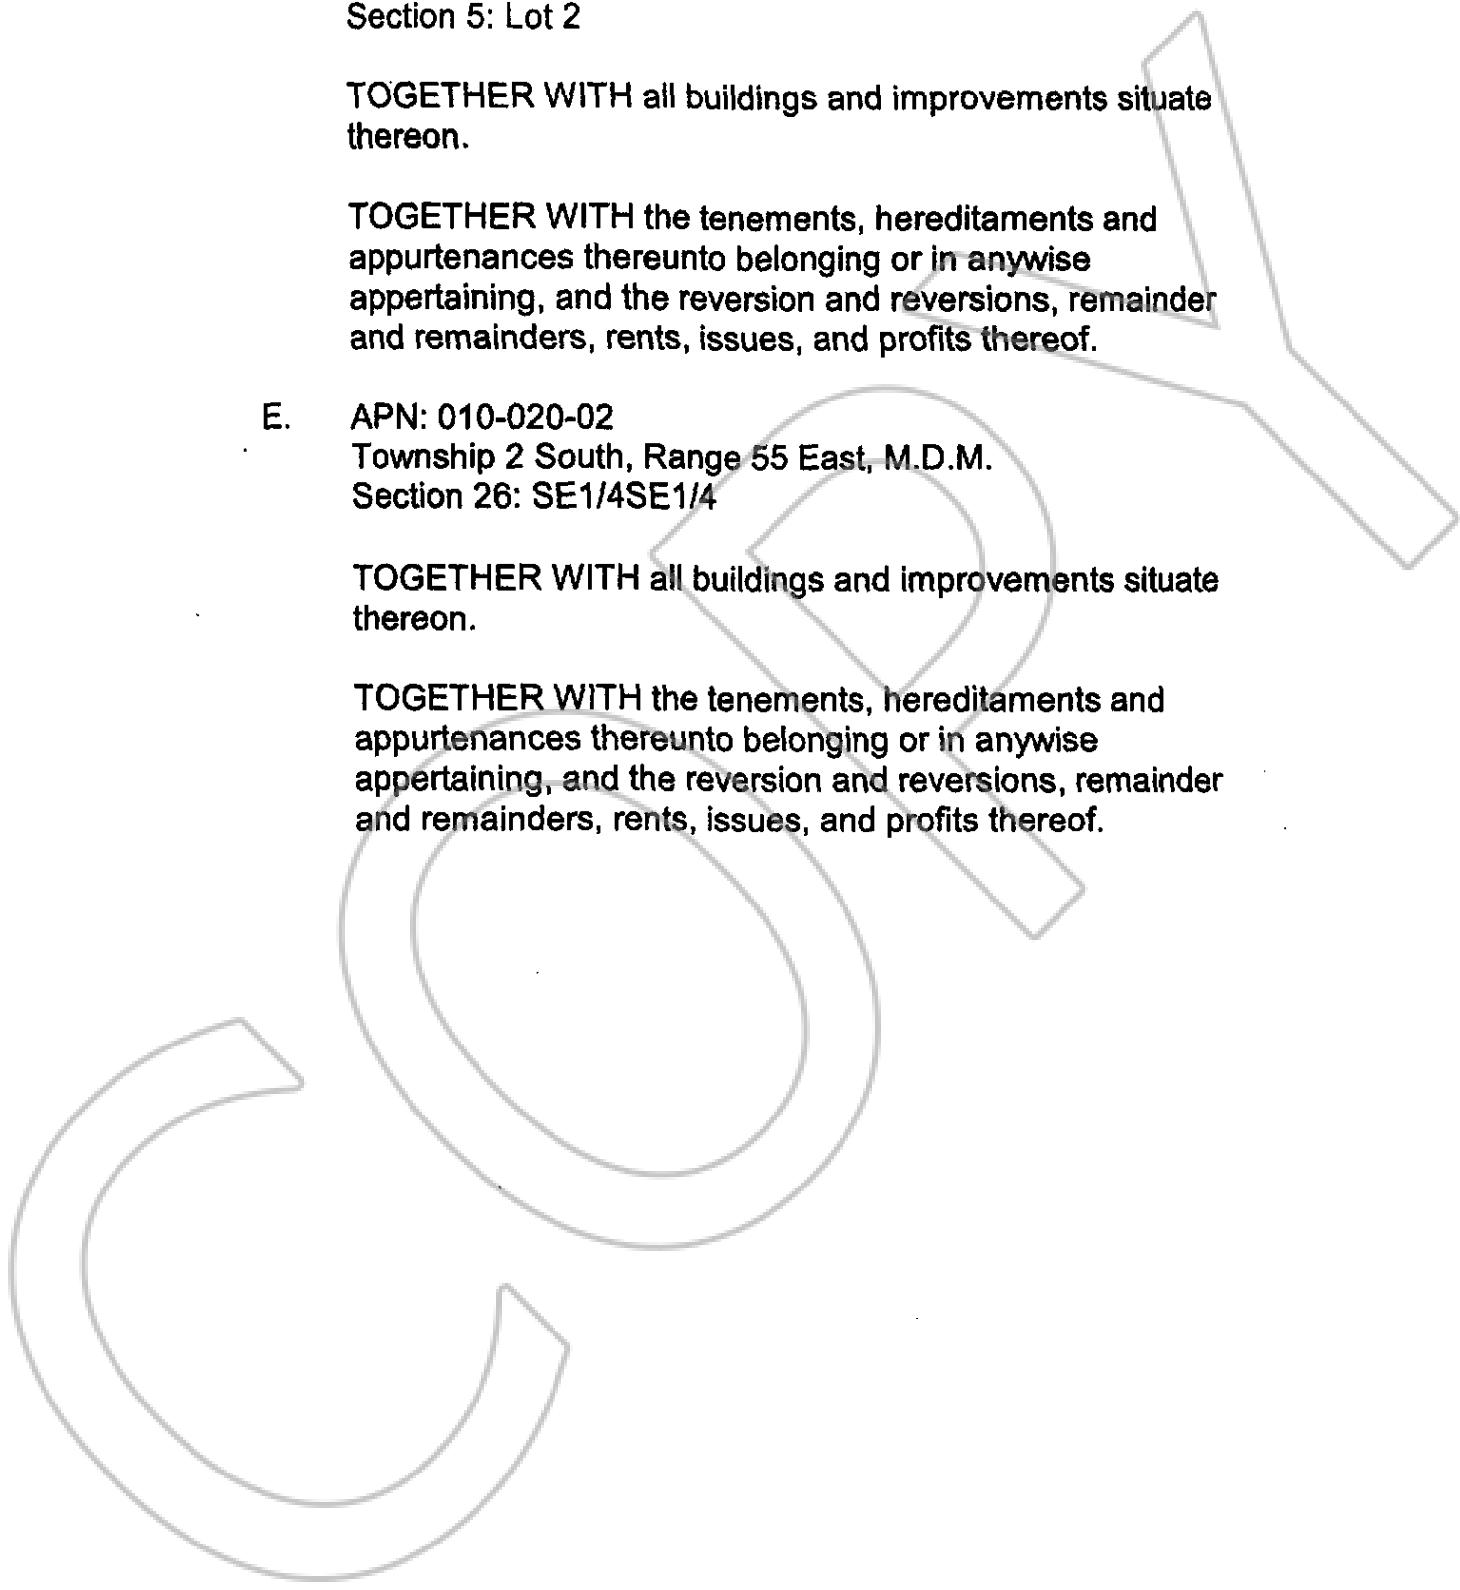 Section 5: Lot 2
TOGETHER WITH all buildings and improvements situate
thereon.
TOGETHER WITH the tenements, hereditaments and
appurtenances thereunto belonging or in anywise
appertaining, and the reversion and reversions, remainder
and remainders, rents, issues, and profits thereof.
E. APN: 010-020-02
Township 2 South, Range 55 East, M.D.M.
Section 26: SE1/4SE1/4
TOGETHER WITH all buildings and improvements situate
thereon.
TOGETHER WITH the tenements, hereditaments and
appurtenances thereunto belonging or in anywise
appertaining, and the reversion and reversions, remainder
and remainders, rents, issues, and profits thereof.
COPY